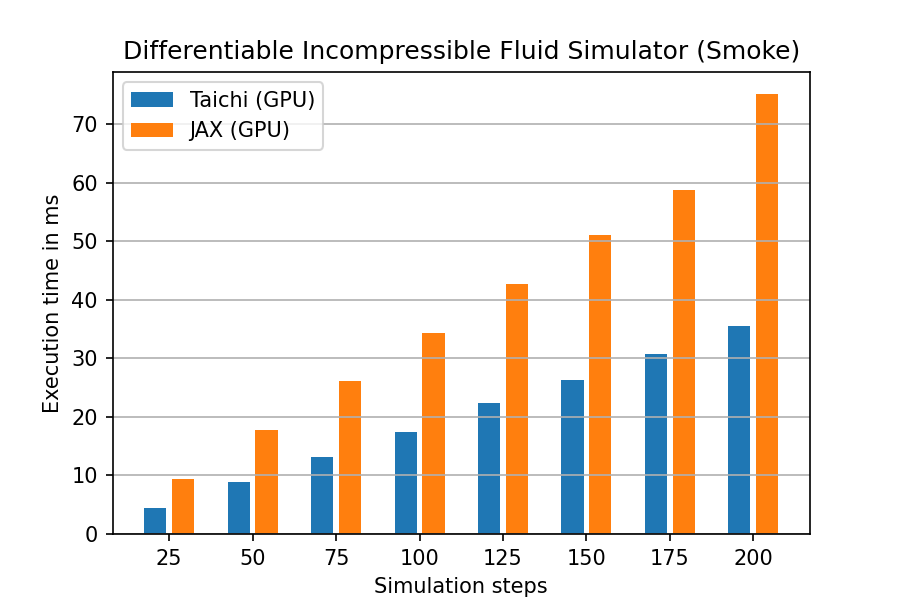 Differentiable Incompressible Fluid Simulator (Smoke)
Taichi (GPU)
JAX (GPU)
Execution time in ms
70
60
50
40
30
20
10
0
25 50 75 100 125 150 175 200
Simulation steps